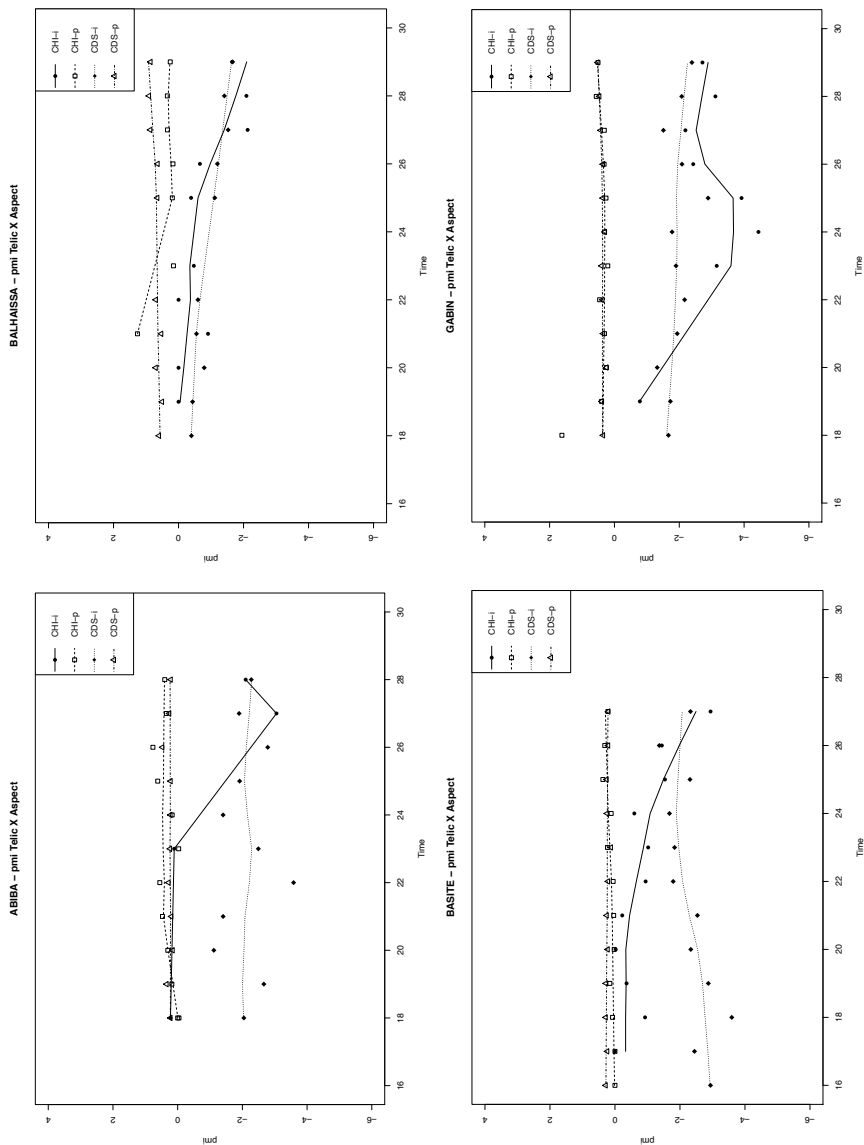 ABIBA – pmi Telic X Aspect
CHI–i
CHI–p
CDS–i
CDS–p
4
2
0
–2
–4
–6
pmi
16
18
20
22
24
26
28
30
Time
BALHAISSA – pmi Telic X Aspect
CHI–i
CHI–p
CDS–i
CDS–p
4
2
0
–2
–4
–6
pmi
16
18
20
22
24
26
28
30
Time
BASITE – pmi Telic X Aspect
CHI–i
CHI–p
CDS–i
CDS–p
4
2
0
–2
–4
–6
pmi
16
18
20
22
24
26
28
30
Time
GABIN – pmi Telic X Aspect
CHI–i
CHI–p
CDS–i
CDS–p
4
2
0
–2
–4
–6
pmi
16
18
20
22
24
26
28
30
Time